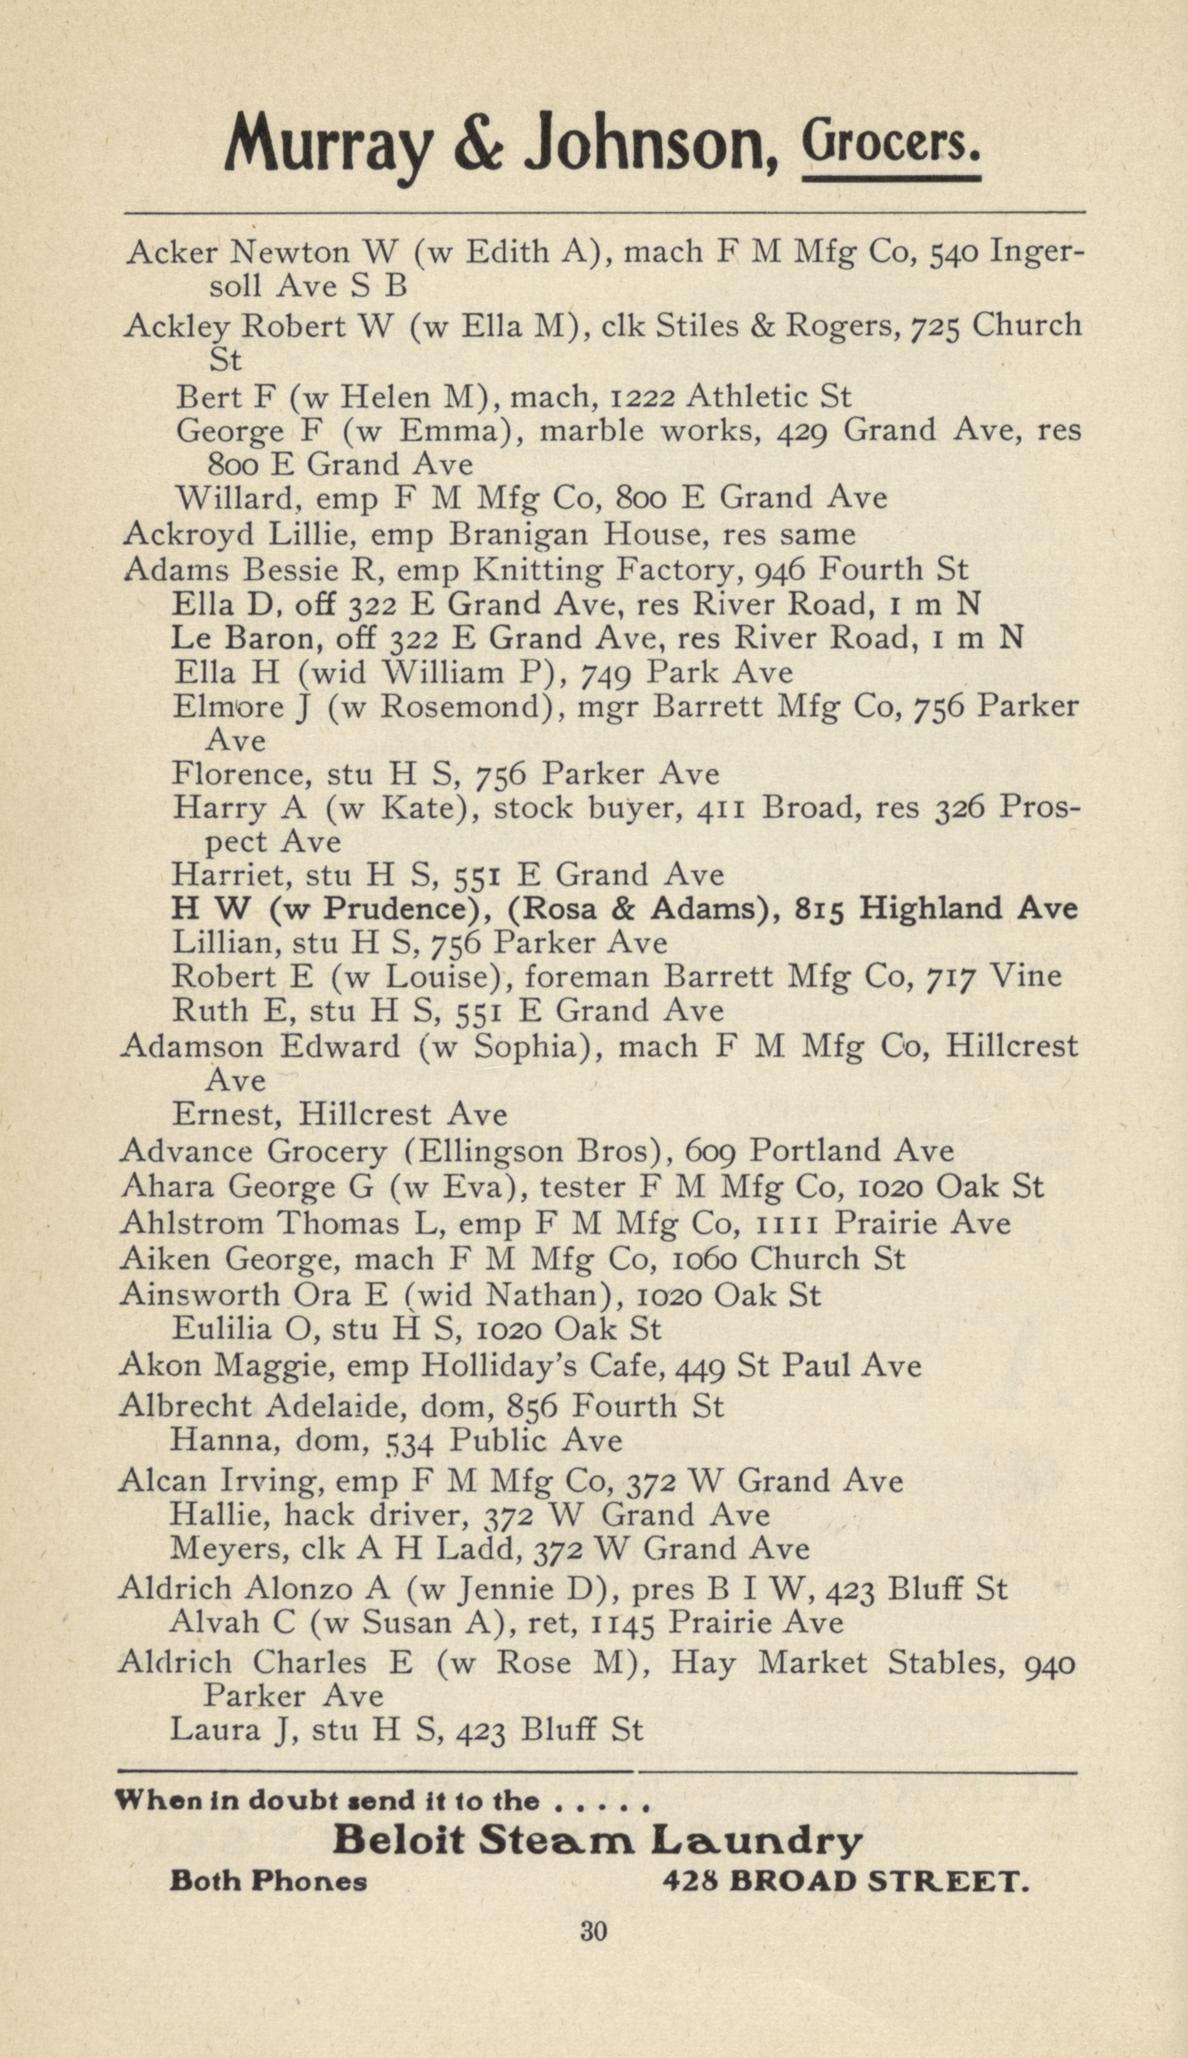 Murray & Johnson, Grocers.
Acker Newton W (w Edith A), mach F M Mfg Co, 540 Inger-
soll Ave S B
Ackley Robert W (w Ella M), clk Stiles & Rogers, 725 Church
St
Bert F (w Helen M), mach, 1222 Athletic St
George F (w Emma), marble works, 429 Grand Ave, res
800 E Grand Ave
Willard, emp F M Mfg Co, 800 E Grand Ave
Ackroyd Lillie, emp Branigan House, res same
Adams Bessie R, emp Knitting Factory, 946 Fourth St
Ella D, off 322 E Grand Ave, res River Road, 1 m N
Le Baron, off 322 E Grand Ave, res River Road, 1 m N
Ella H (wid William P), 749 Park Ave
Elmore J (w Rosemond), mgr Barrett Mfg Co, 756 Parker
Ave
Florence, stu H S, 756 Parker Ave
Harry A (w Kate), stock buyer, 411 Broad, res 326 Pros-
pect Ave
Harriet, stu H S, 551 E Grand Ave
H W (w Prudence), (Rosa & Adams), 815 Highland Ave
Lillian, stu H S, 756 Parker Ave
Robert E (w Louise), foreman Barrett Mfg Co, 717 Vine
Ruth E, stu H S, 551 E Grand Ave
Adamson Edward (w Sophia), mach F M Mfg Co, Hillcrest
Ave
Ernest, Hillcrest Ave
Advance Grocery (Ellingson Bros), 609 Portland Ave
Ahara George G (w Eva), tester F M Mfg Co, 1020 Oak St
Ahlstrom Thomas L, emp F M Mfg Co, 1111 Prairie Ave
Aiken George, mach F M Mfg Co, 1060 Church St
Ainsworth Ora E (wid Nathan), 1020 Oak St
Eulilia O, stu H S, 1020 Oak St
Akon Maggie, emp Holliday's Cafe, 449 St Paul Ave
Albrecht Adelaide, dom, 856 Fourth St
Hanna, dom, 534 Public Ave
Alcan Irving, emp F M Mfg Co, 372 W Grand Ave
Hallie, hack driver, 372 W Grand Ave
Meyers, clk A H Ladd, 372 W Grand Ave
Aldrich Alonzo A (w Jennie D), pres B I W, 423 Bluff St
Alvah C (w Susan A), ret, 1145 Prairie Ave
Aldrich Charles E (w Rose M), Hay Market Stables, 940
Parker Ave
Laura J, stu H S, 423 Bluff St
When in doubt send it to the . . . . .
Beloit Steam Laundry
Both Phones 428 BROAD STREET.
30